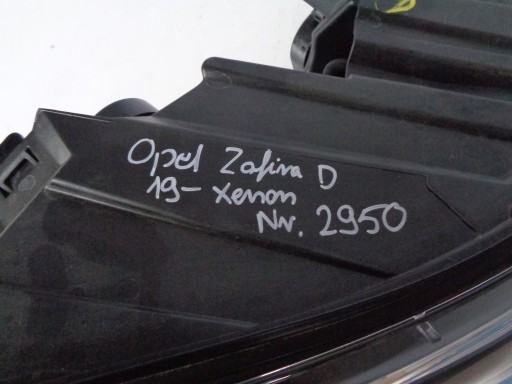 Opel Zafira D
19- xenon
Nr. 2950